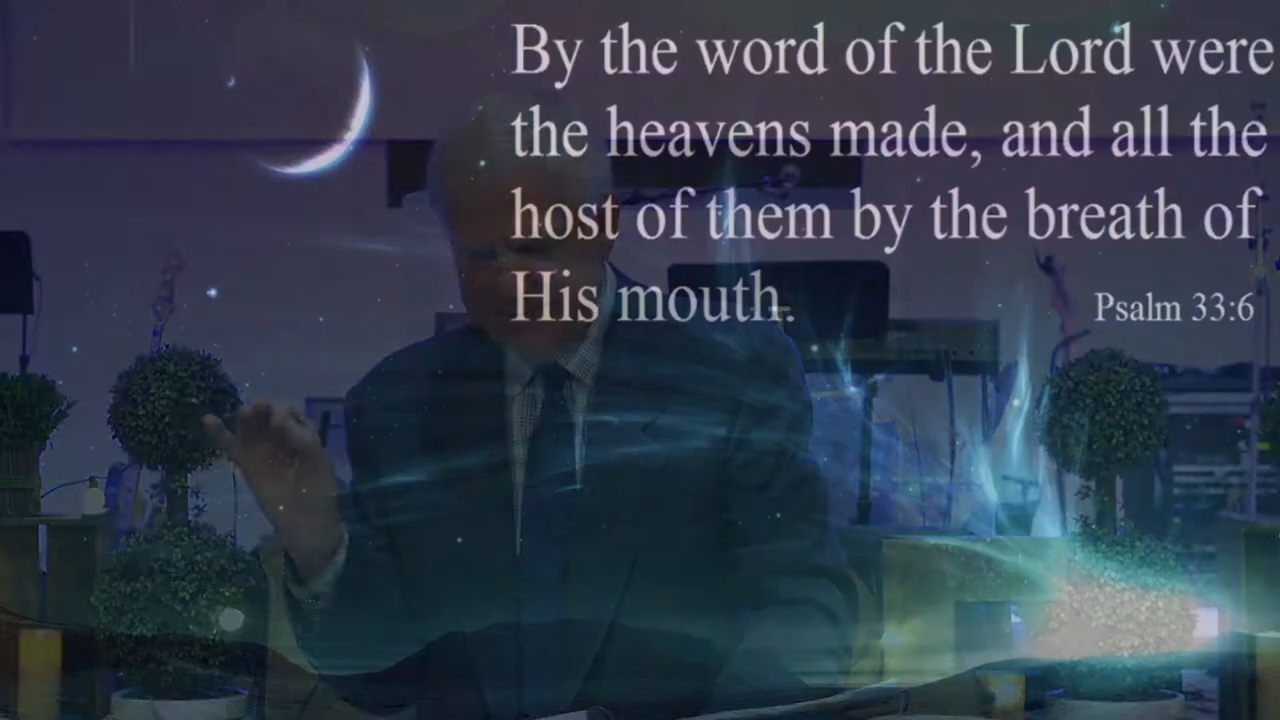 By the word of the Lord were
the heavens made, and all the
host of them by the breath of
His mouth.
Psalm 33:6